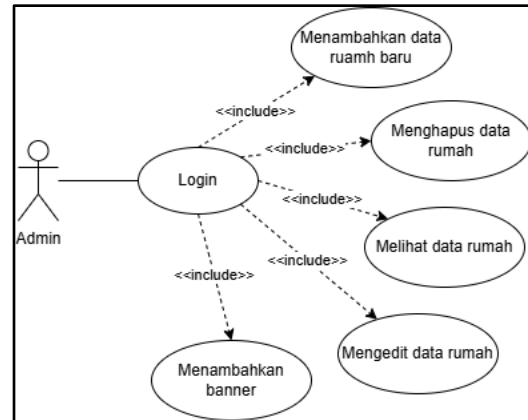 Menambahkan data
ruamh baru
<<include>>
Menghapus data
rumah
<<include>>
Login
Admin
<<include>>
Melihat data rumah
<<include>>
<<include>>
Mengedit data rumah
Menambahkan
banner